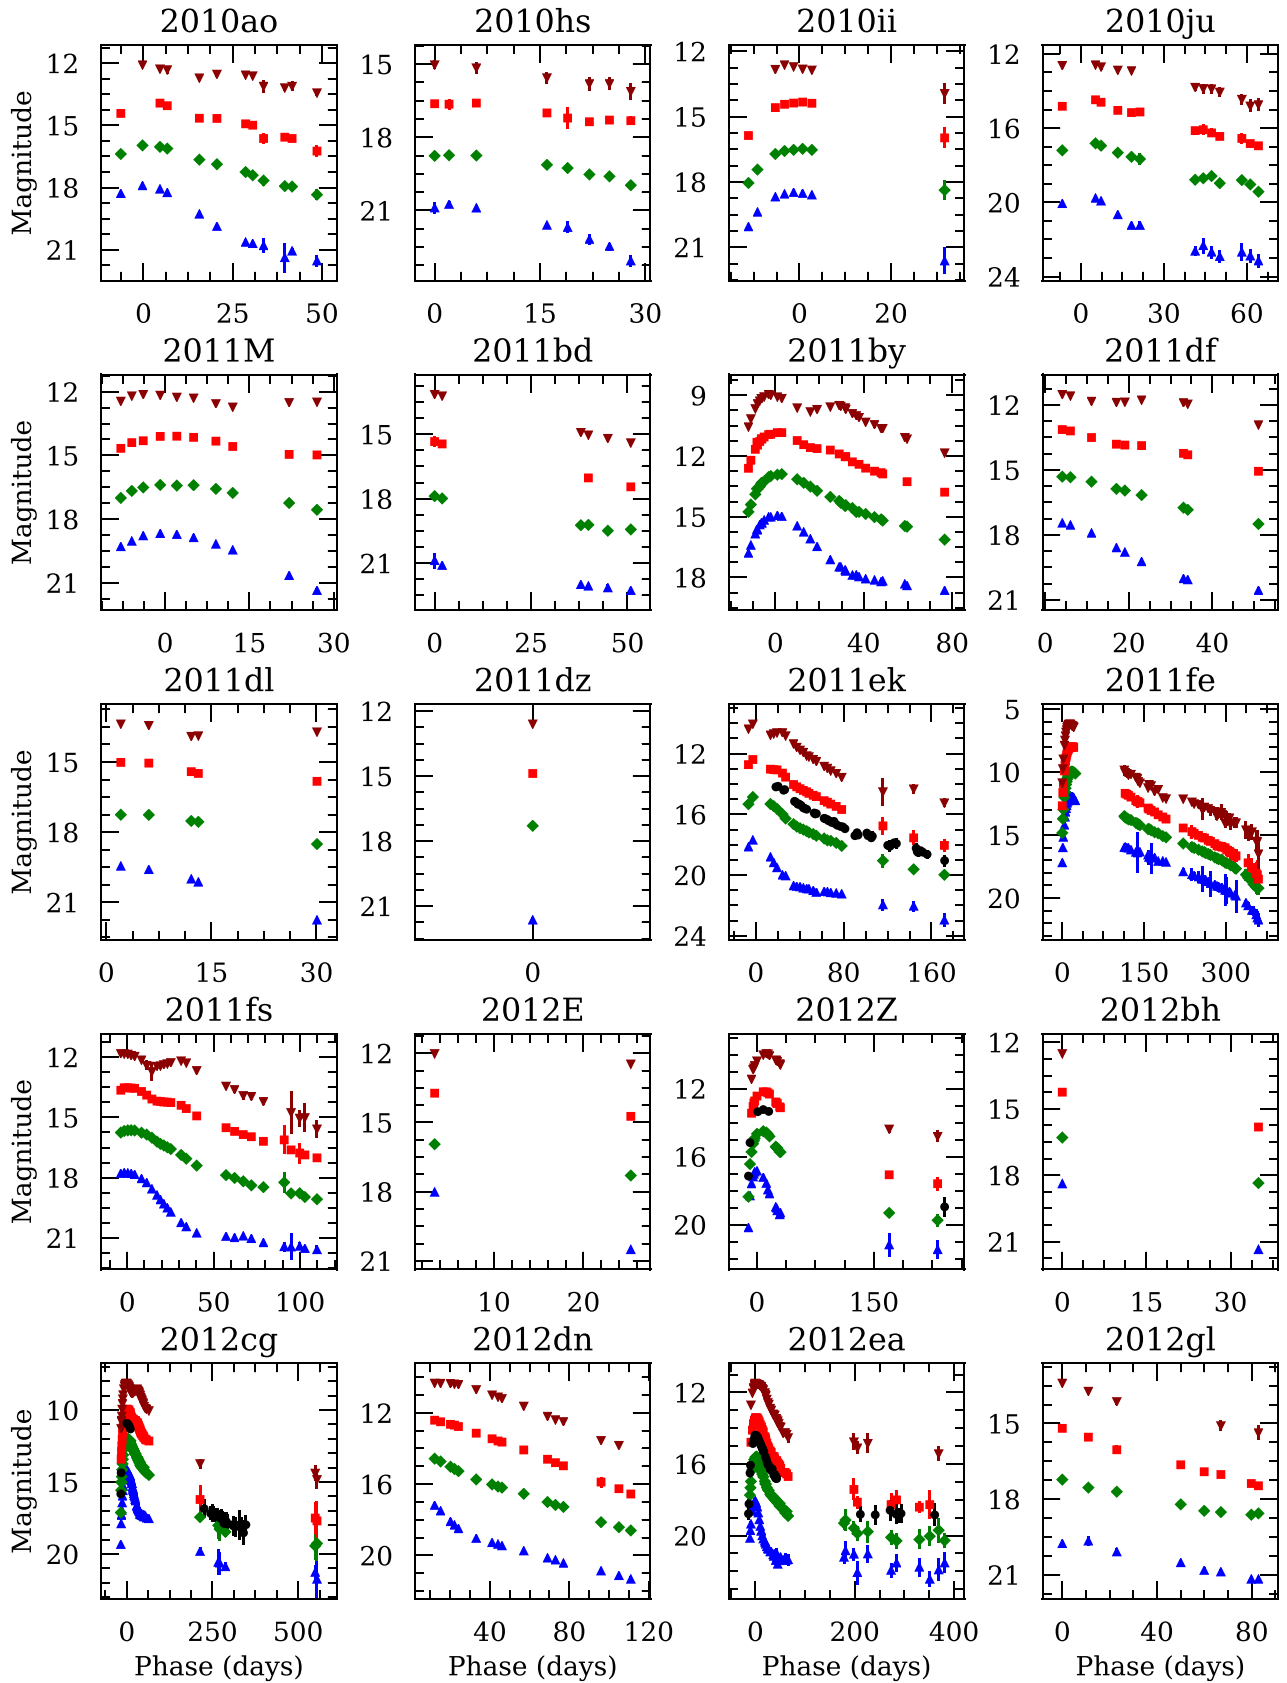 2010ao 2010hs 2010ii 2010ju
Magnitude
12 15 18 21
0 25 50
15 18 21
0 15 30
12 15 18 21
0 20
12 16 20 24
0 30 60
2011M 2011bd 2011by 2011df
Magnitude
12 15 18 21
0 15 30
15 18 21
0 25 50
9 12 15 18
0 40 80
12 15 18 21
0 20 40
2011dl 2011dz 2011ek 2011fe
Magnitude
15 18 21
0 15 30
12 15 18 21
0
12 16 20 24
0 80 160
5 10 15 20
0 150 300
2011fs 2012E 2012Z 2012bh
Magnitude
12 15 18 21
0 50 100
12 15 18 21
10 20
12 16 20
0 150
12 15 18 21
0 15 30
2012cg 2012dn 2012ea 2012gl
Magnitude
10 15 20
0 250 500
Phase (days)
12 16 20
40 80 120
Phase (days)
12 16 20
0 200 400
Phase (days)
15 18 21
0 40 80
Phase (days)